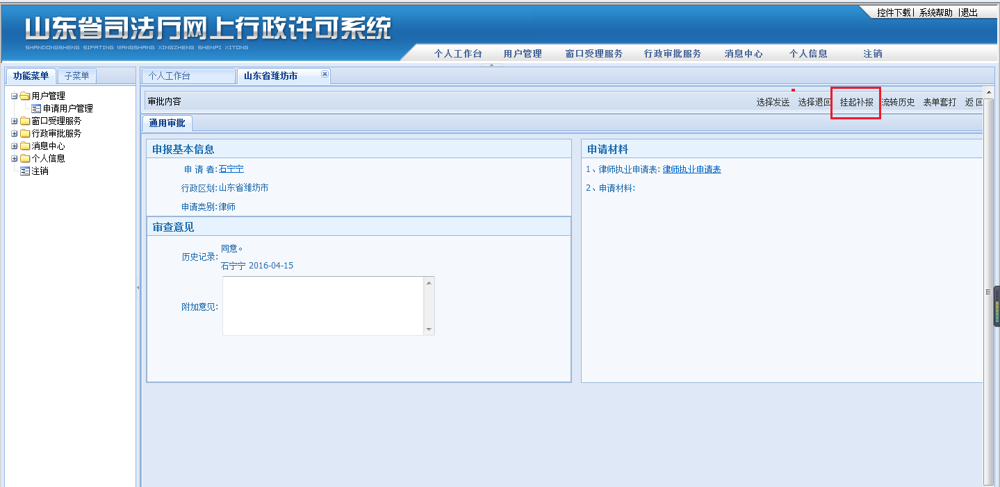 控件下载| 系统帮助 |退出
山东省司法厅网上行政许可系统
SHANDONGSHENG SIFATING WANGSHANG XINGZHENG SHENPI XITONG
个人工作台 用户管理 窗口受理服务 行政审批服务 消息中心 个人信息 注销
功能菜单 子菜单
用户管理
申请用户管理
窗口受理服务
行政审批服务
消息中心
个人信息
注销
个人工作台 山东省潍坊市
审批内容
选择发送 选择退回 挂起补报 流转历史 表单套打 返 回
通用审批
申报基本信息
申 请 者:石宁宁
行政区划:山东省潍坊市
申请类别:律师
审查意见
历史记录:
同意。
石宁宁 2016-04-15
附加意见:
申请材料
1、律师执业申请表: 律师执业申请表
2、申请材料: